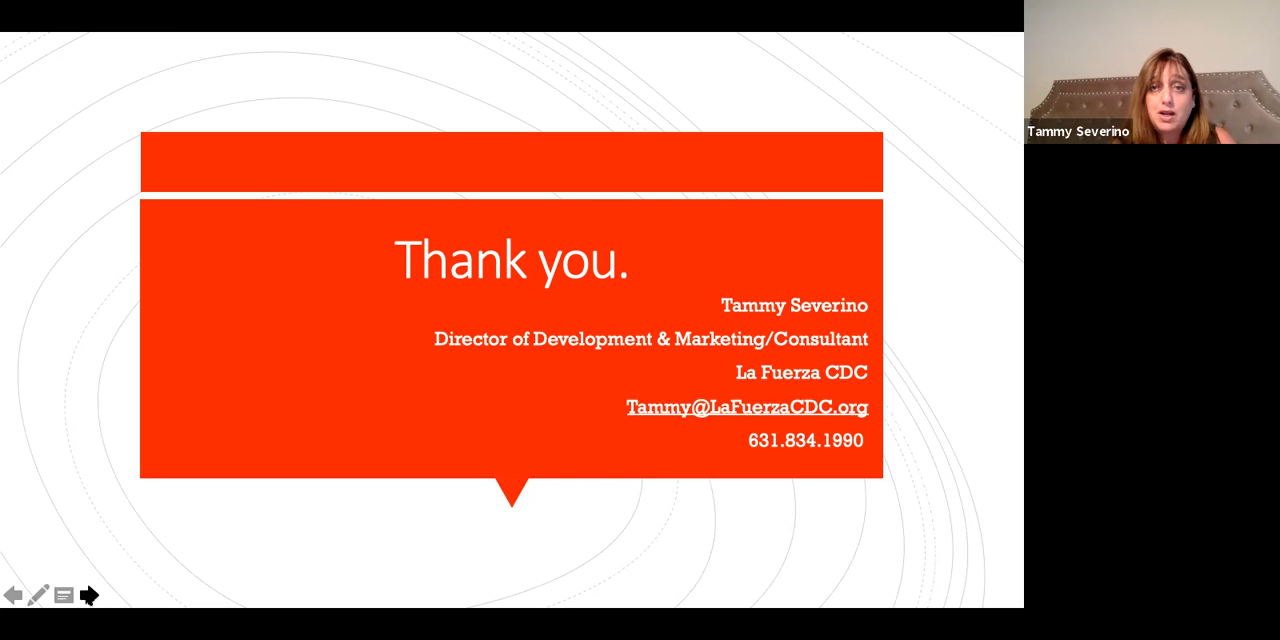 Thank you.
Tammy Severino
Director of Development & Marketing/Consultant
La Fuerza CDC
Tammy@LaFuerzaCDC.org
631.834.1990
Tammy Severino